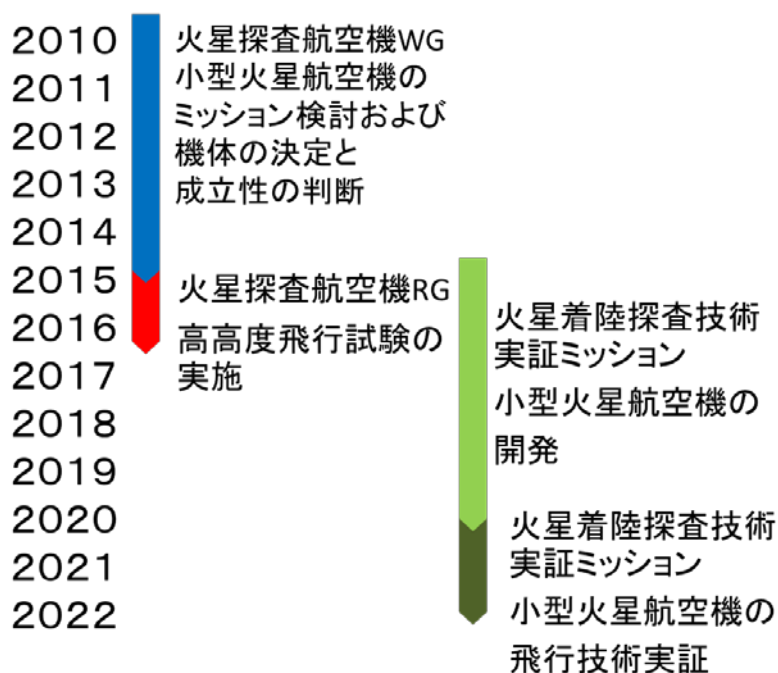 2010
2011
2012
2013
2014
2015
2016
2017
2018
2019
2020
2021
2022
火星探査航空機WG
小型火星航空機の
ミッション検討および
機体の決定と
成立性の判断
火星探査航空機RG
高高度飛行試験の
実施
火星着陸探査技術
実証ミッション
小型火星航空機の
開発
火星着陸探査技術
実証ミッション
小型火星航空機の
飛行技術実証